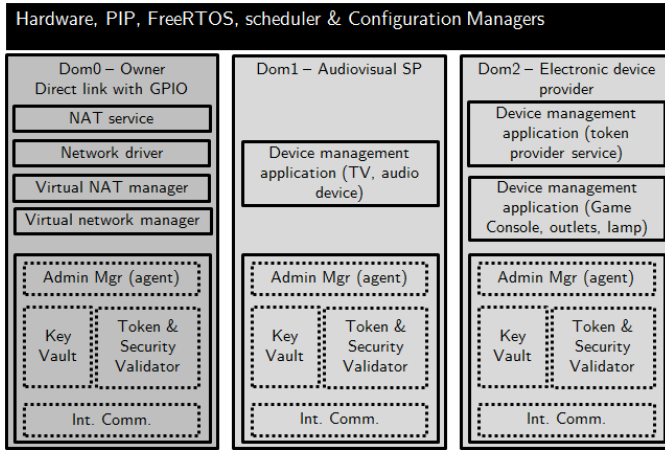 Hardware, PIP, FreeRTOS, scheduler & Configuration Managers
Dom0 – Owner
Direct link with GPIO
NAT service
Network driver
Virtual NAT manager
Virtual network manager
Admin Mgr (agent)
Key
Vault
Token &
Security
Validator
Int. Comm.
Dom1 – Audiovisual SP
Device management
application (TV, audio
device)
Admin Mgr (agent)
Key
Vault
Token &
Security
Validator
Int. Comm.
Dom2 – Electronic device
provider
Device management
application (token
provider service)
Device management
application (Game
Console, outlets, lamp)
Admin Mgr (agent)
Key
Vault
Token &
Security
Validator
Int. Comm.